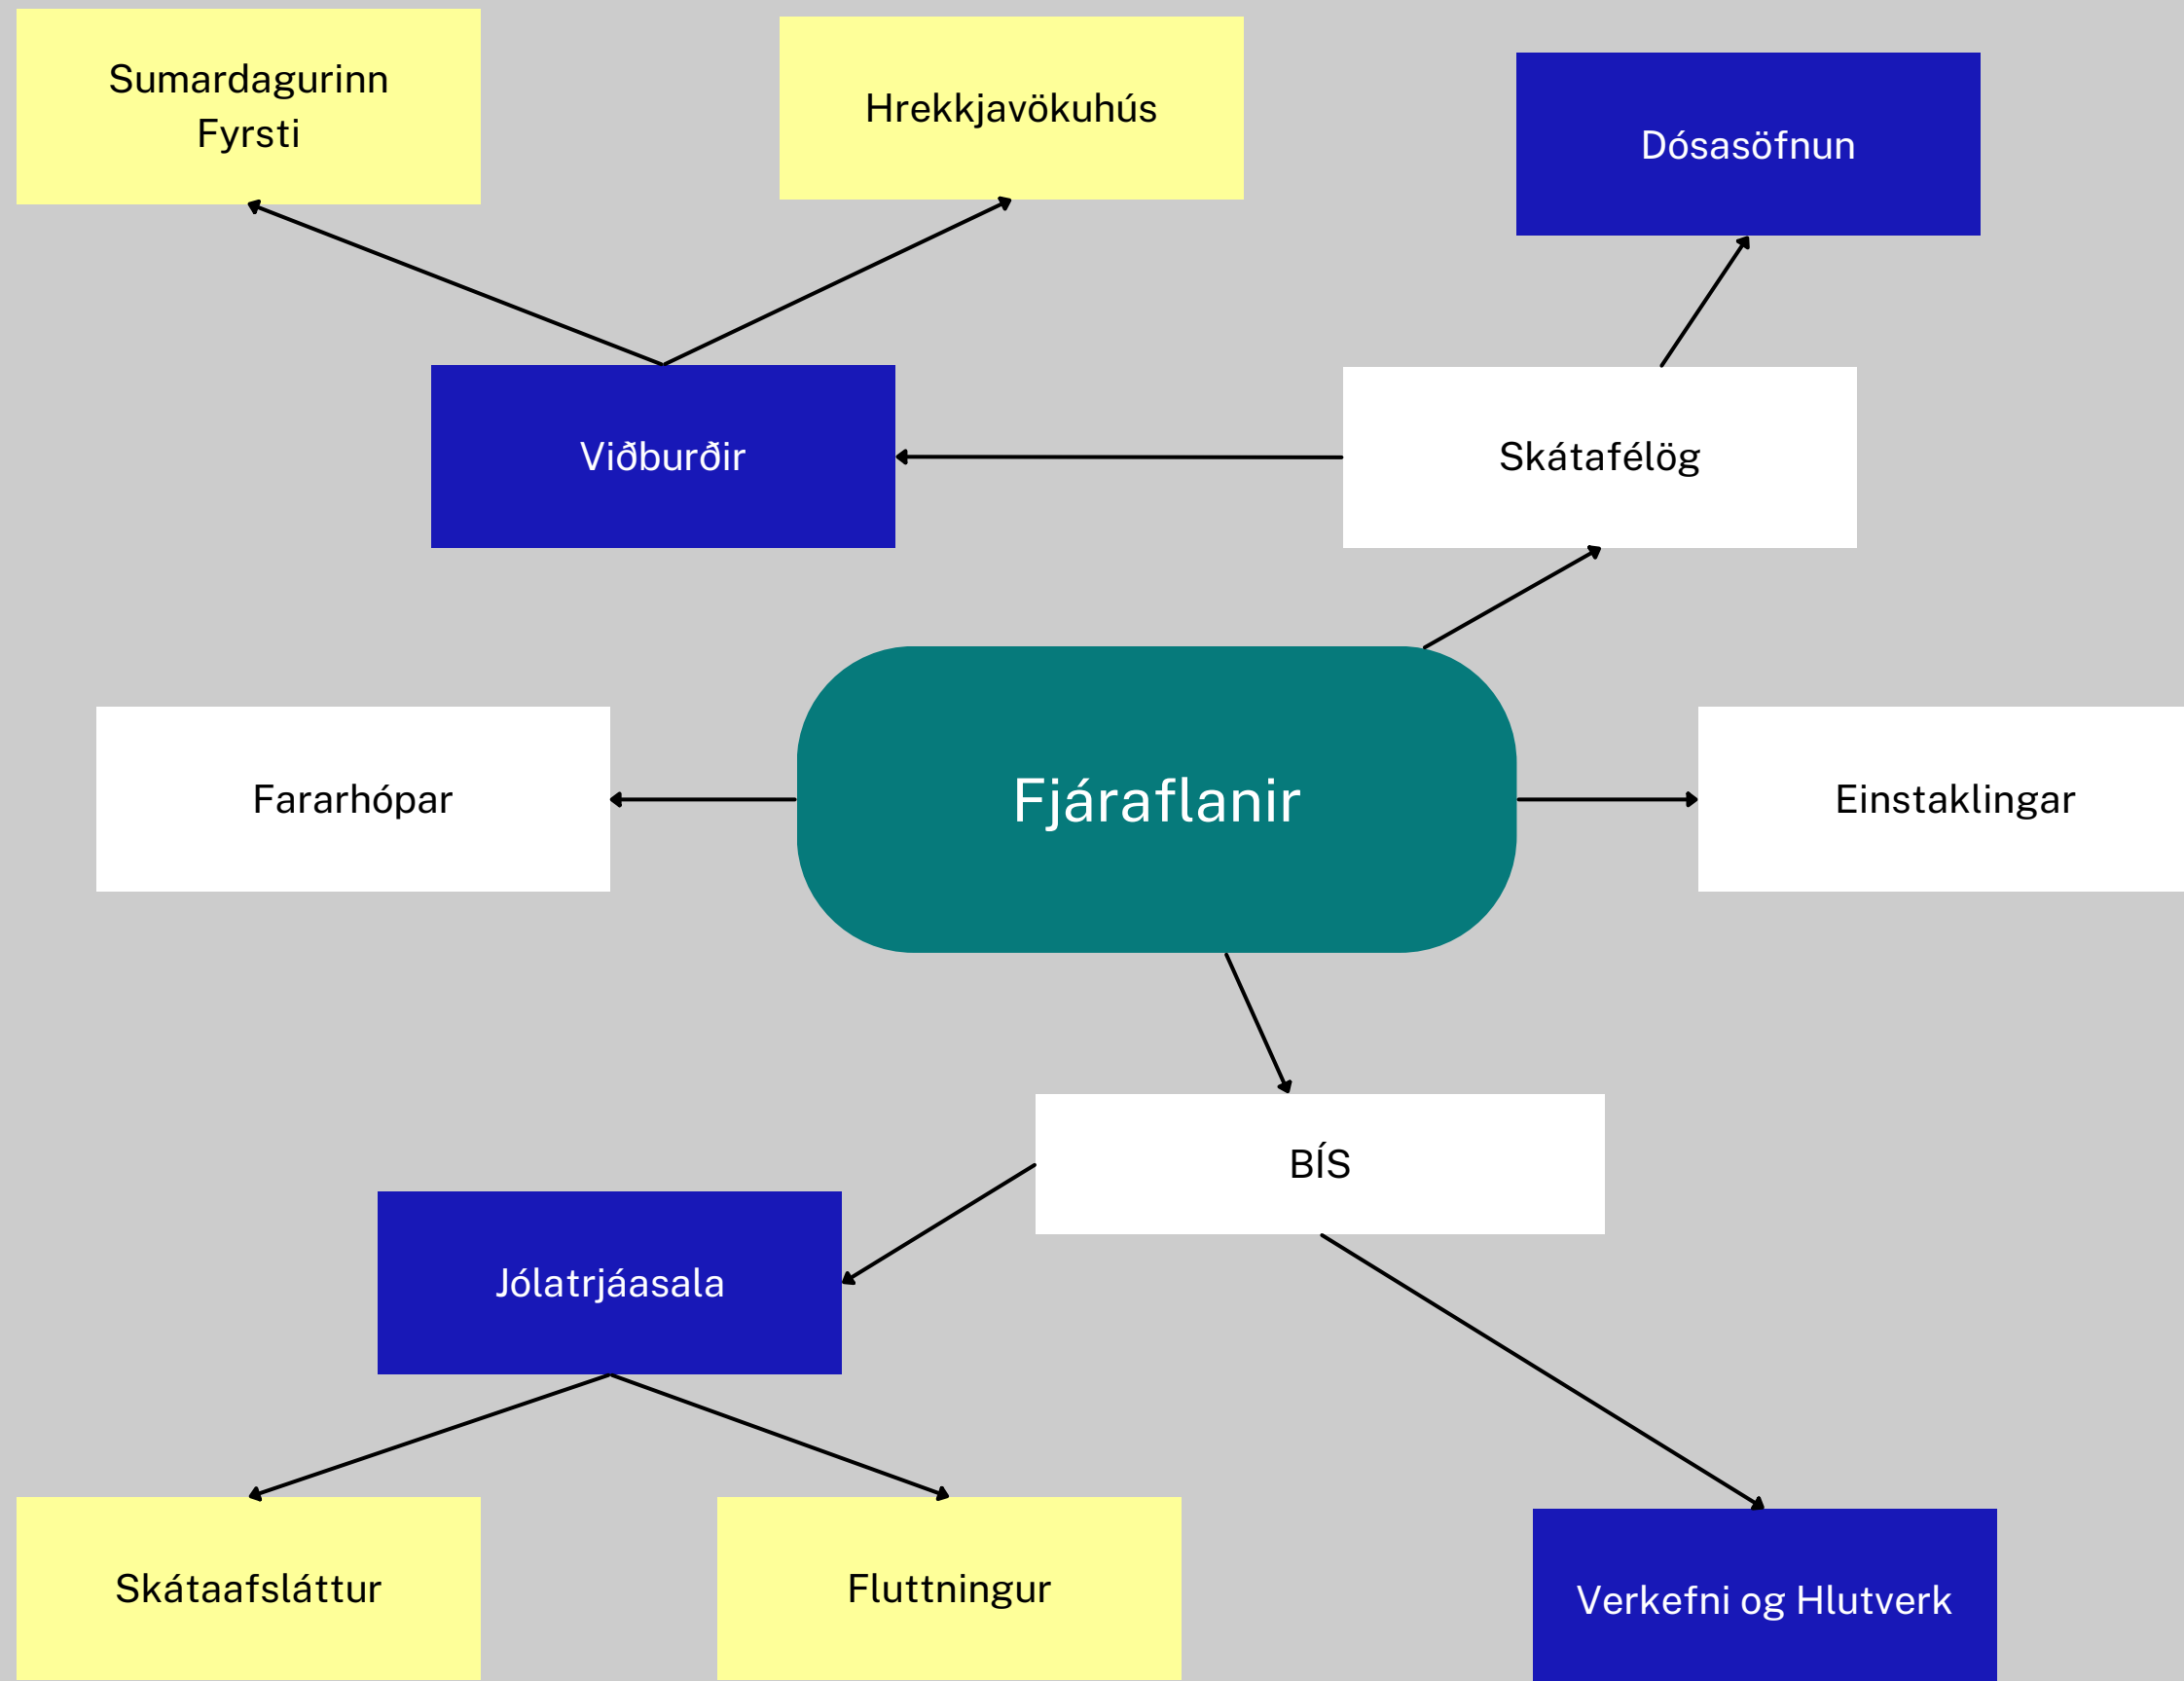 Sumardagurinn
Fyrsti
Hrekkjavökuhús
Dósasöfnun
Viðburðir
Skátafélög
Fararhópar
Fjáraflanir
Einstaklingar
BÍS
Jólatrjáasala
Skátaafsláttur
Fluttningur
Verkefni og Hlutverk